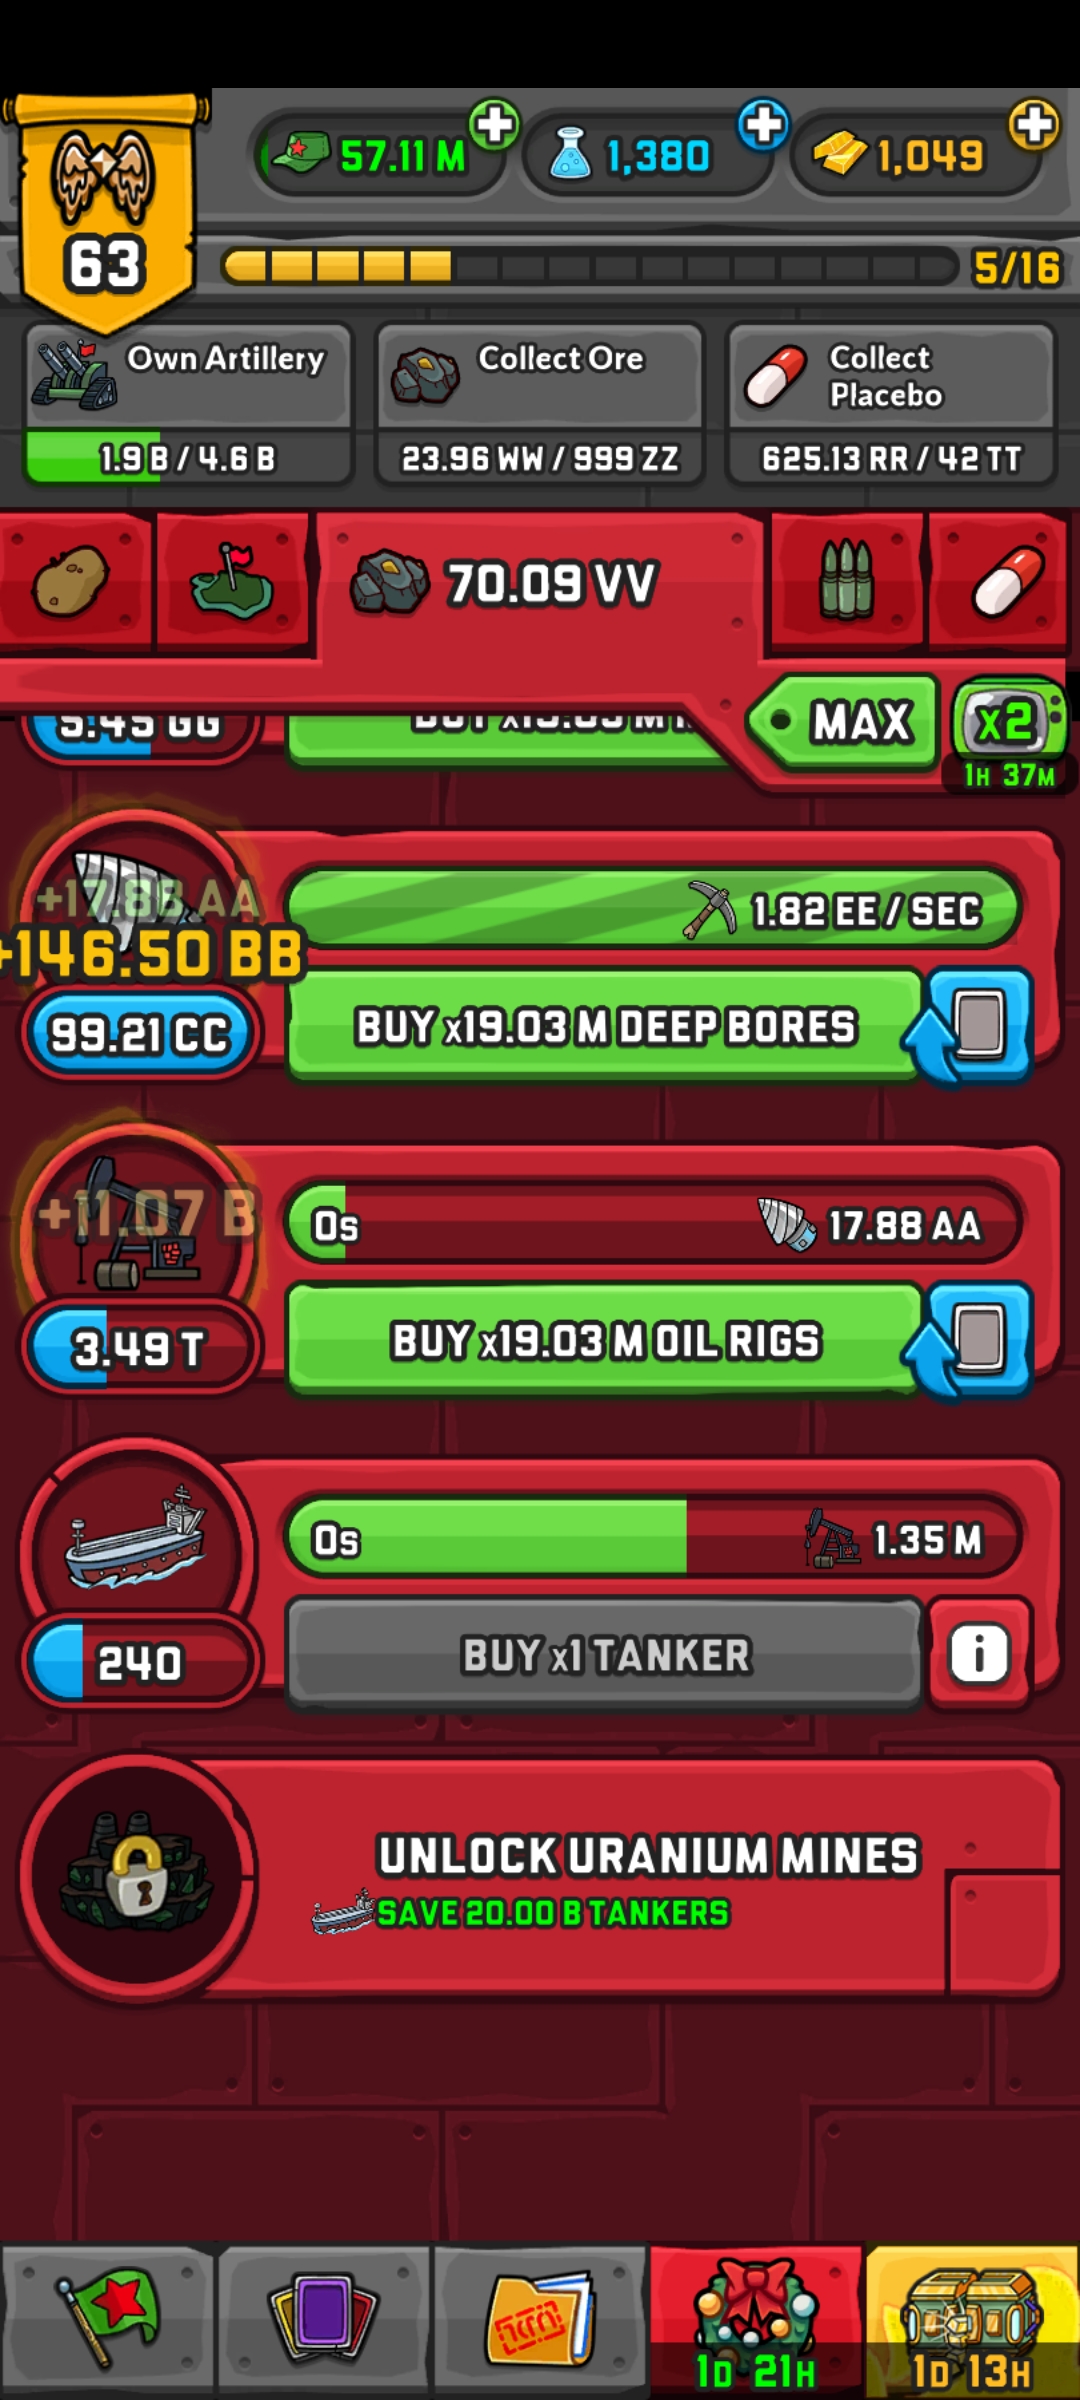 57.11 M
1,380
1,049
63
5/16
Own Artillery
1.9 B / 4.6 B
Collect Ore
23.96 WW / 999 ZZ
Collect
Placebo
625.13 RR / 42 TT
70.09 VV
MAX
x2
1H 37M
5.45 GG
+17.88 AA
+146.50 BB
99.21 CC
1.82 EE / SEC
BUY x19.03 M DEEP BORES
+11.07 B
3.49 T
0s
17.88 AA
BUY x19.03 M OIL RIGS
240
0s
1.35 M
BUY x1 TANKER
i
UNLOCK URANIUM MINES
SAVE 20.00 B TANKERS
1D 21H
1D 13H